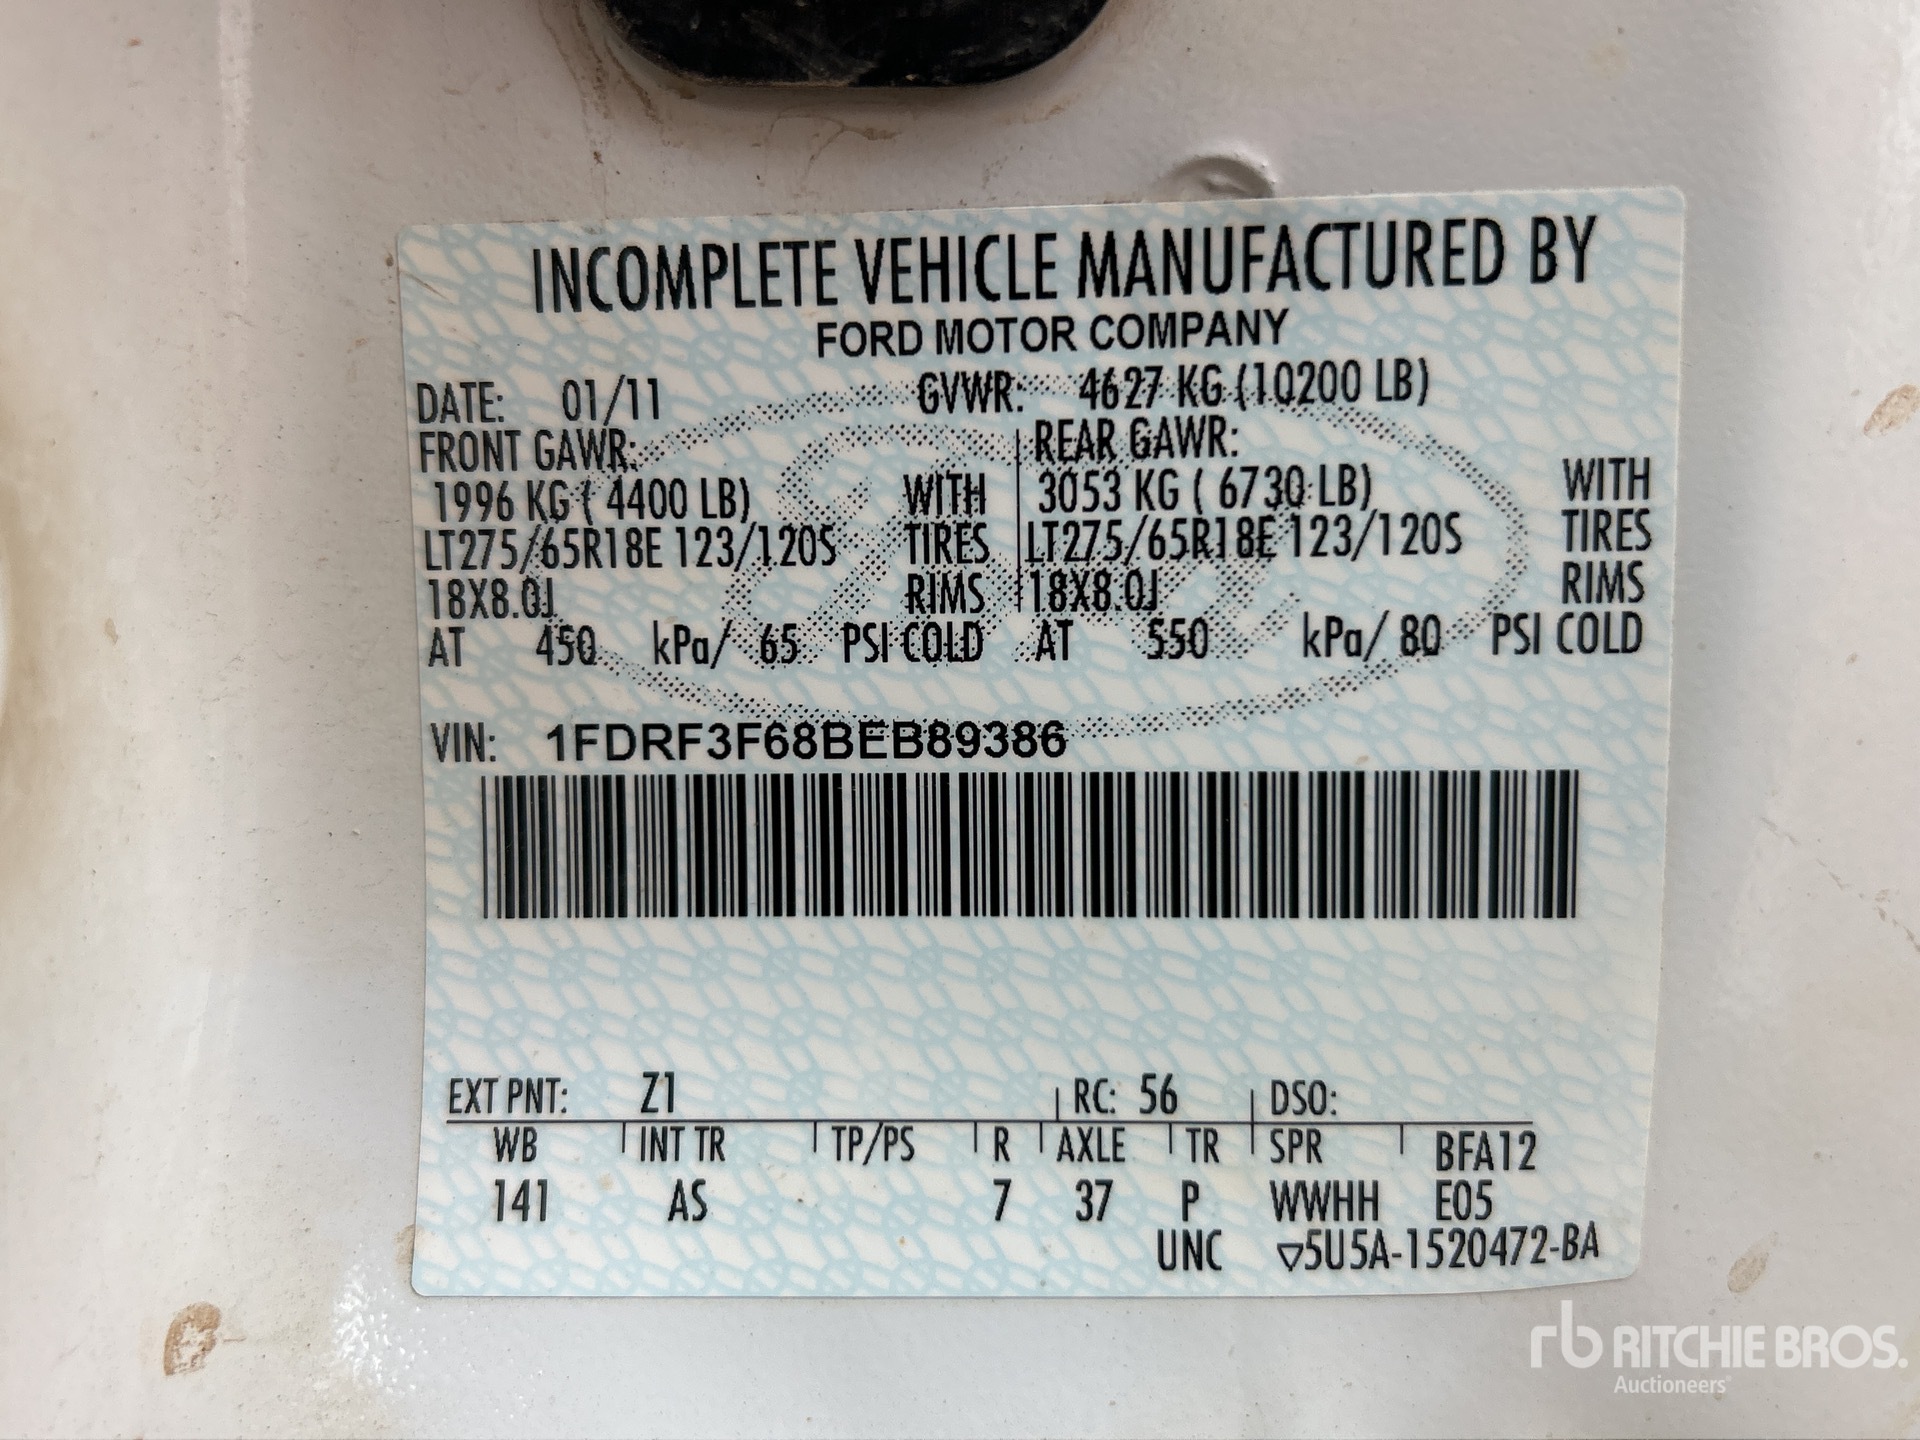 INCOMPLETE VEHICLE MANUFACTURED BY
FORD MOTOR COMPANY
DATE: 01/11 GVWR: 4627 KG (10200 LB)
FRONT GAWR: REAR GAWR:
1996 KG ( 4400 LB) WITH 3053 KG ( 6730 LB) WITH
LT275/65R18E 123/120S TIRES LT275/65R18E 123/120S TIRES
18X8.0J RIMS 18X8.0J RIMS
AT 450 kPa/ 65 PSI COLD AT 550 kPa/ 80 PSI COLD
VIN: 1FDRF3F68BEB89386
EXT PNT: Z1 RC: 56 DSO:
WB INT TR TP/PS R AXLE TR SPR BFA12
141 AS 7 37 P WWHH E05
UNC ▽5U5A-1520472-BA
rb RITCHIE BROS.
Auctioneers